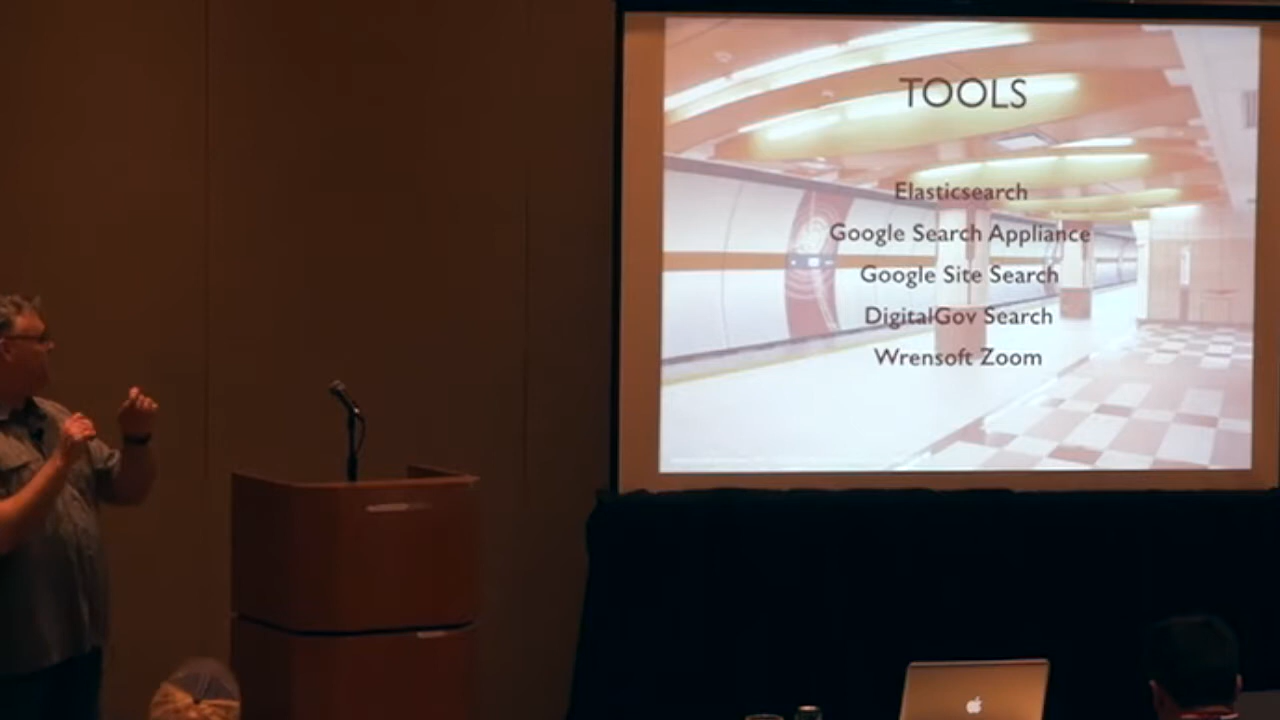 TOOLS
Elasticsearch
Google Search Appliance
Google Site Search
DigitalGov Search
Wrensoft Zoom